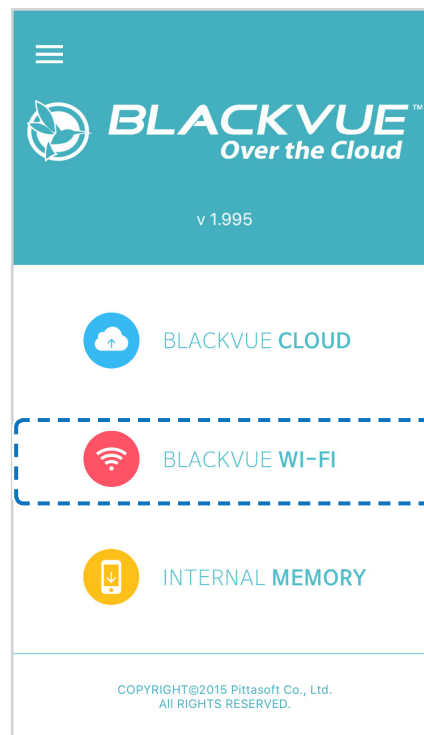 BLACKVUE™
Over the Cloud
v 1.995
BLACKVUE CLOUD
BLACKVUE WI-FI
INTERNAL MEMORY
COPYRIGHT©2015 Pittasoft Co., Ltd.
All RIGHTS RESERVED.